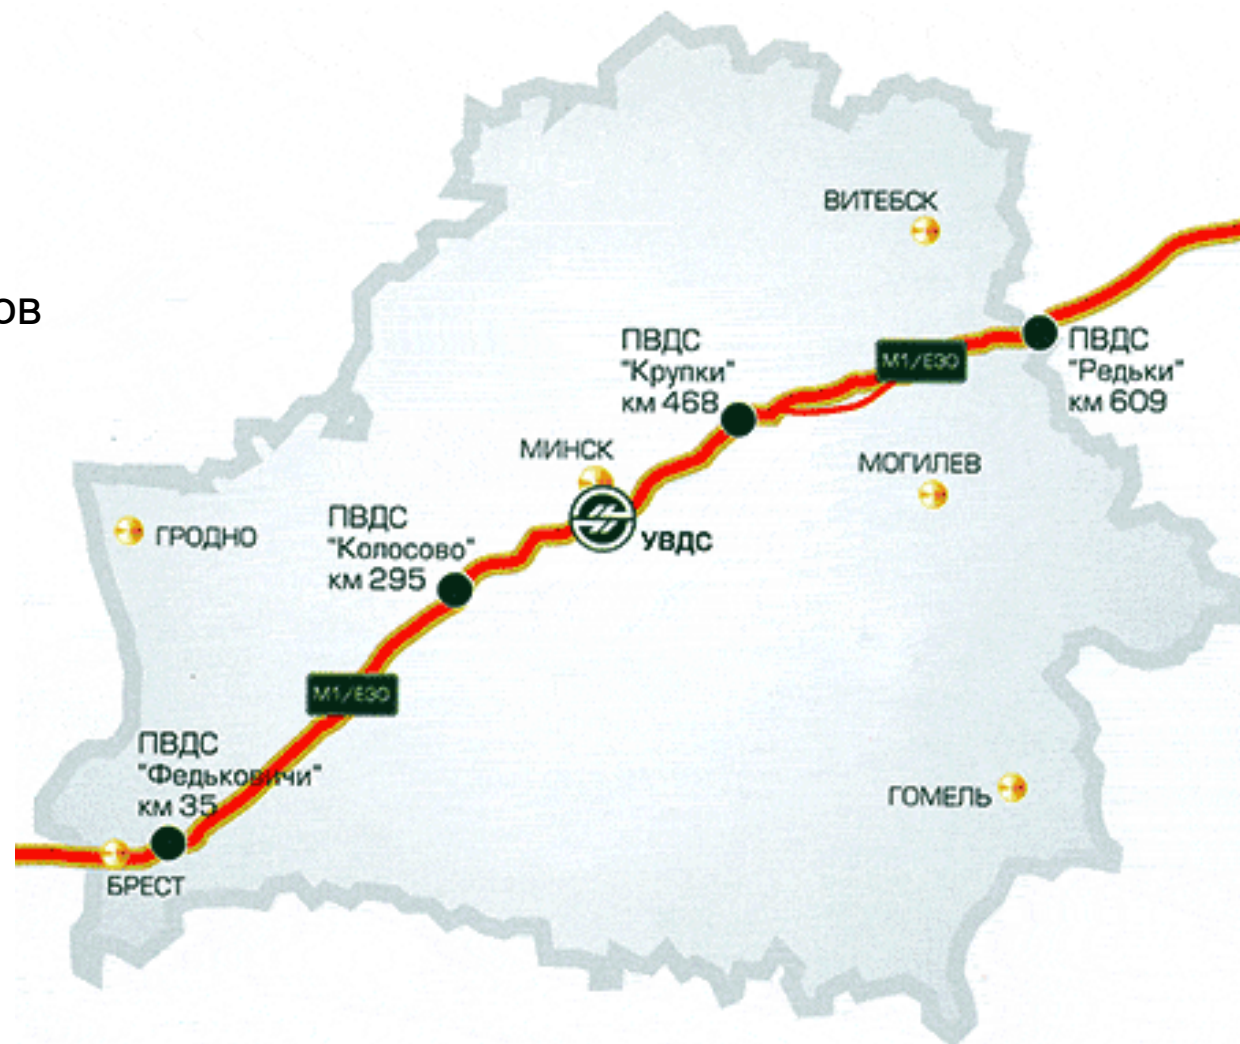 ВИТЕБСК
ов
ПВДС
"Крупки"
км 468
М1/Е30
ПВДС
"Редьки"
км 609
МИНСК
МОГИЛЕВ
ПВДС
"Колосово"
км 295
ГРОДНО
УВДС
М1/Е30
ПВДС
"Федьковичи"
км 35
ГОМЕЛЬ
БРЕСТ